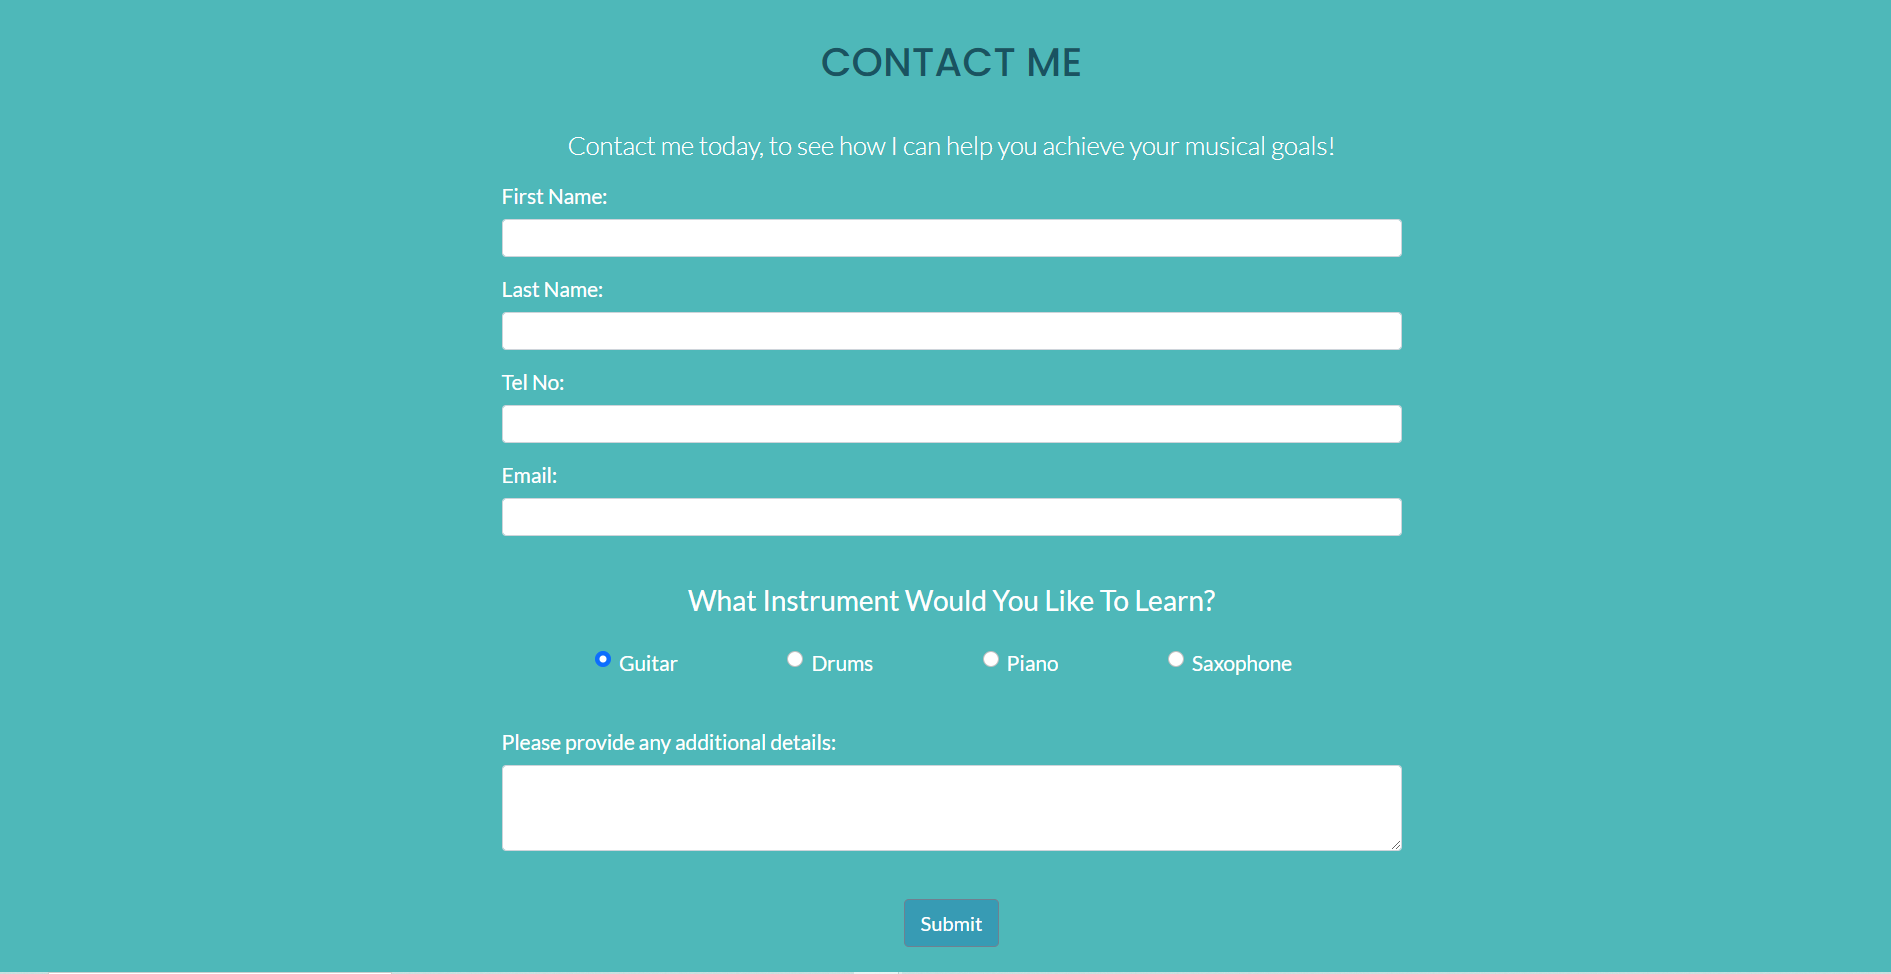 CONTACT ME
Contact me today, to see how I can help you achieve your musical goals!
First Name:
Last Name:
Tel No:
Email:
What Instrument Would You Like To Learn?
Guitar Drums Piano Saxophone
Please provide any additional details:
Submit